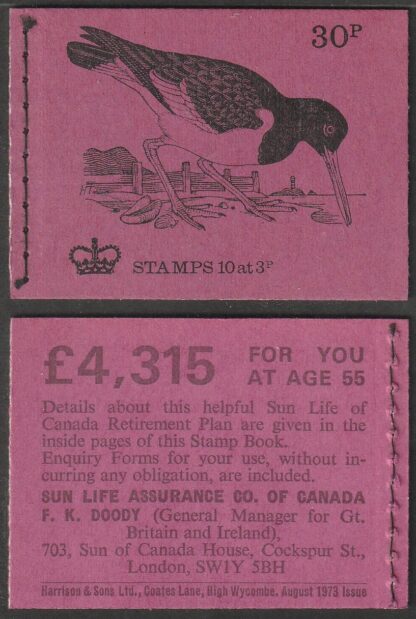 30P
STAMPS 10 at 3P
£4,315 FOR YOU
AT AGE 55
Details about this helpful Sun Life of
Canada Retirement Plan are given in the
inside pages of this Stamp Book.
Enquiry Forms for your use, without in-
curring any obligation, are included.
SUN LIFE ASSURANCE CO. OF CANADA
F. K. DOODY (General Manager for Gt.
Britain and Ireland),
703, Sun of Canada House, Cockspur St.,
London, SW1Y 5BH
Harrison & Sons Ltd., Coates Lane, High Wycombe. August 1973 Issue